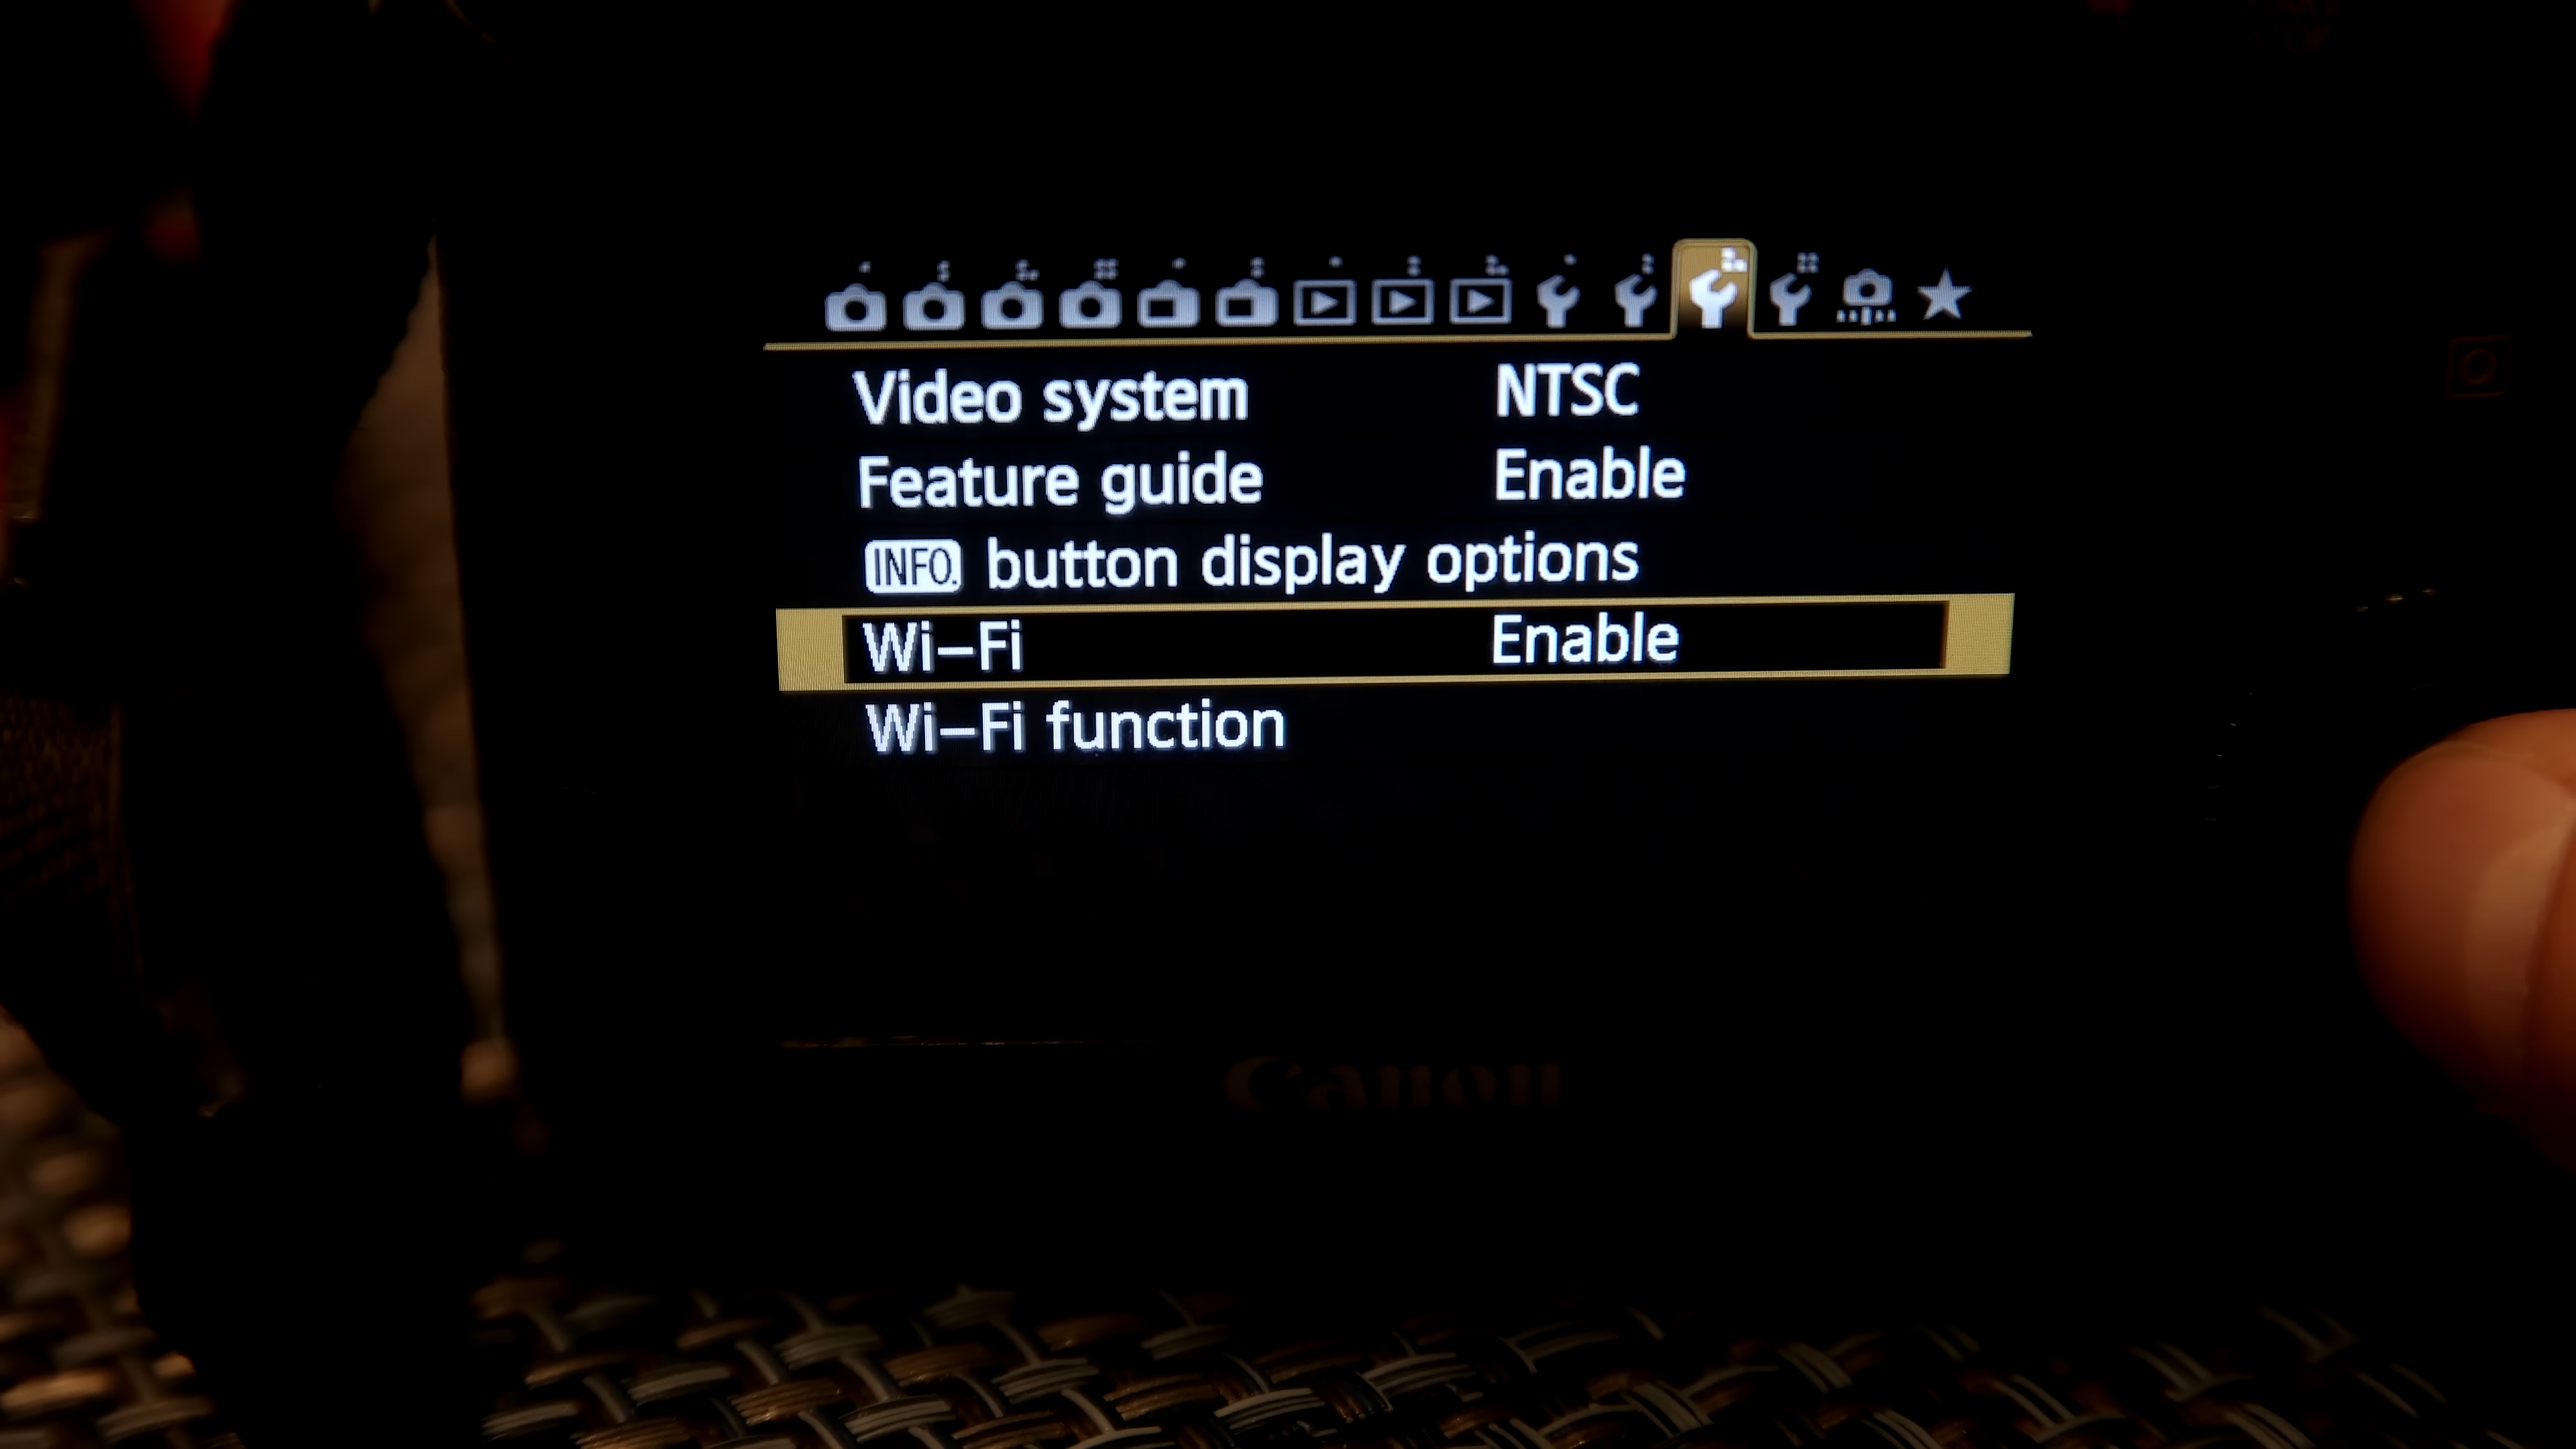 Video system NTSC
Feature guide Enable
INFO. button display options
Wi-Fi Enable
Wi-Fi function
Canon
Q